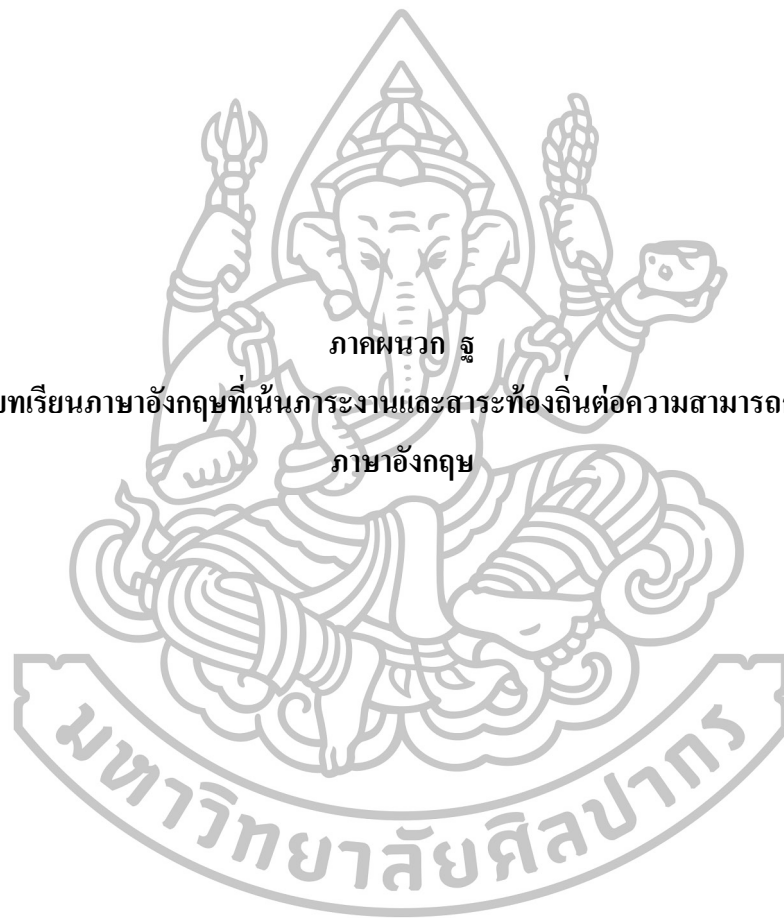 ภาคผนวก ฐ
บทเรียนภาษาอังกฤษที่เน้นภาระงานและสาระท้องถิ่นต่อความสามารถ
ภาษาอังกฤษ
มหาวิทยาลัยศิลปากร